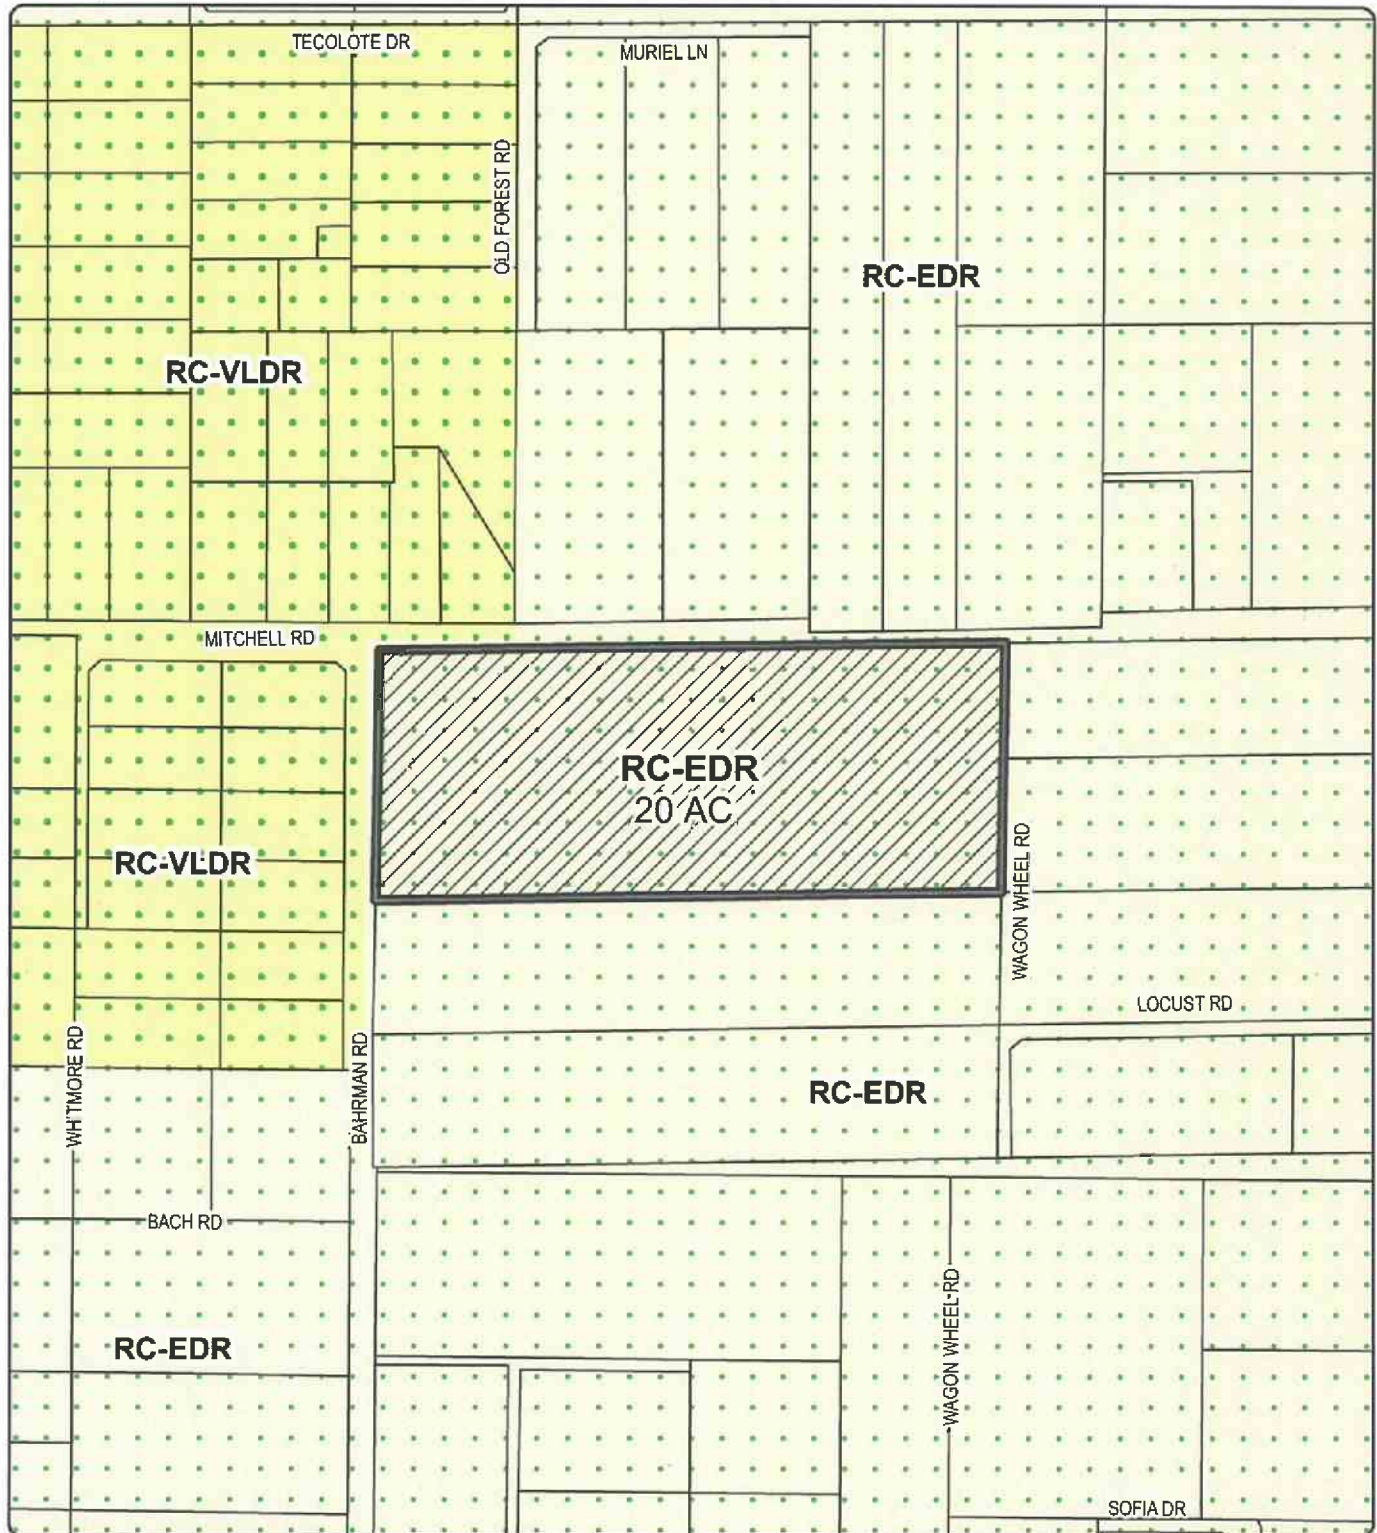 TECOLOTE DR
MURIEL LN
OLD FOREST RD
RC-EDR
RC-VLDR
MITCHELL RD
RC-EDR
20 AC
RC-VLDR
WAGON WHEEL RD
LOCUST RD
WHITMORE RD
BAHRMAN RD
RC-EDR
BACH RD
WAGON WHEEL RD
RC-EDR
SOFIA DR